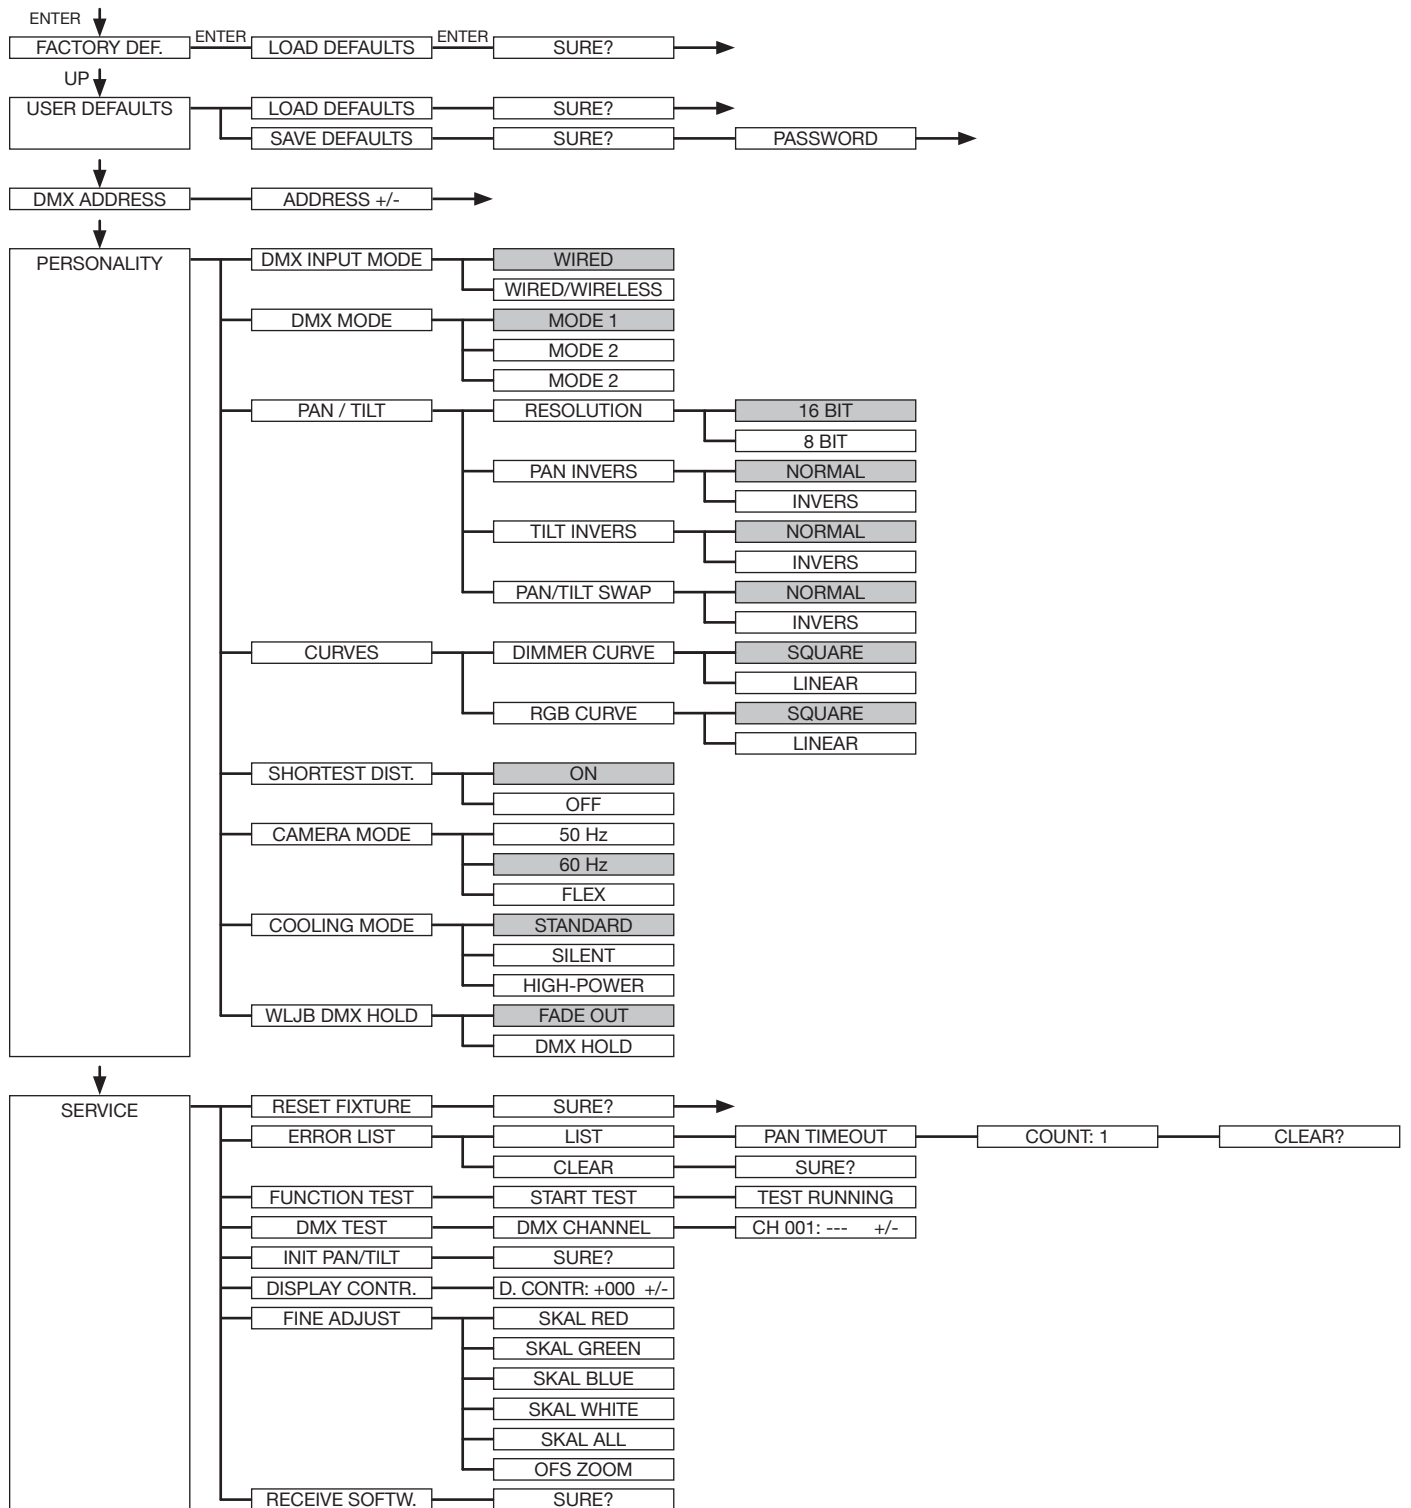 ENTER
FACTORY DEF. ENTER LOAD DEFAULTS ENTER SURE?
UP
USER DEFAULTS LOAD DEFAULTS SURE?
SAVE DEFAULTS SURE? PASSWORD
DMX ADDRESS ADDRESS +/-
PERSONALITY DMX INPUT MODE WIRED
WIRED/WIRELESS
DMX MODE MODE 1
MODE 2
MODE 2
PAN / TILT RESOLUTION 16 BIT
8 BIT
PAN INVERS NORMAL
INVERS
TILT INVERS NORMAL
INVERS
PAN/TILT SWAP NORMAL
INVERS
CURVES DIMMER CURVE SQUARE
LINEAR
RGB CURVE SQUARE
LINEAR
SHORTEST DIST. ON
OFF
CAMERA MODE 50 Hz
60 Hz
FLEX
COOLING MODE STANDARD
SILENT
HIGH-POWER
WLJB DMX HOLD FADE OUT
DMX HOLD
SERVICE RESET FIXTURE SURE?
ERROR LIST LIST PAN TIMEOUT COUNT: 1 CLEAR?
CLEAR SURE?
FUNCTION TEST START TEST TEST RUNNING
DMX TEST DMX CHANNEL CH 001: --- +/-
INIT PAN/TILT SURE?
DISPLAY CONTR. D. CONTR: +000 +/-
FINE ADJUST SKAL RED
SKAL GREEN
SKAL BLUE
SKAL WHITE
SKAL ALL
OFS ZOOM
RECEIVE SOFTW. SURE?